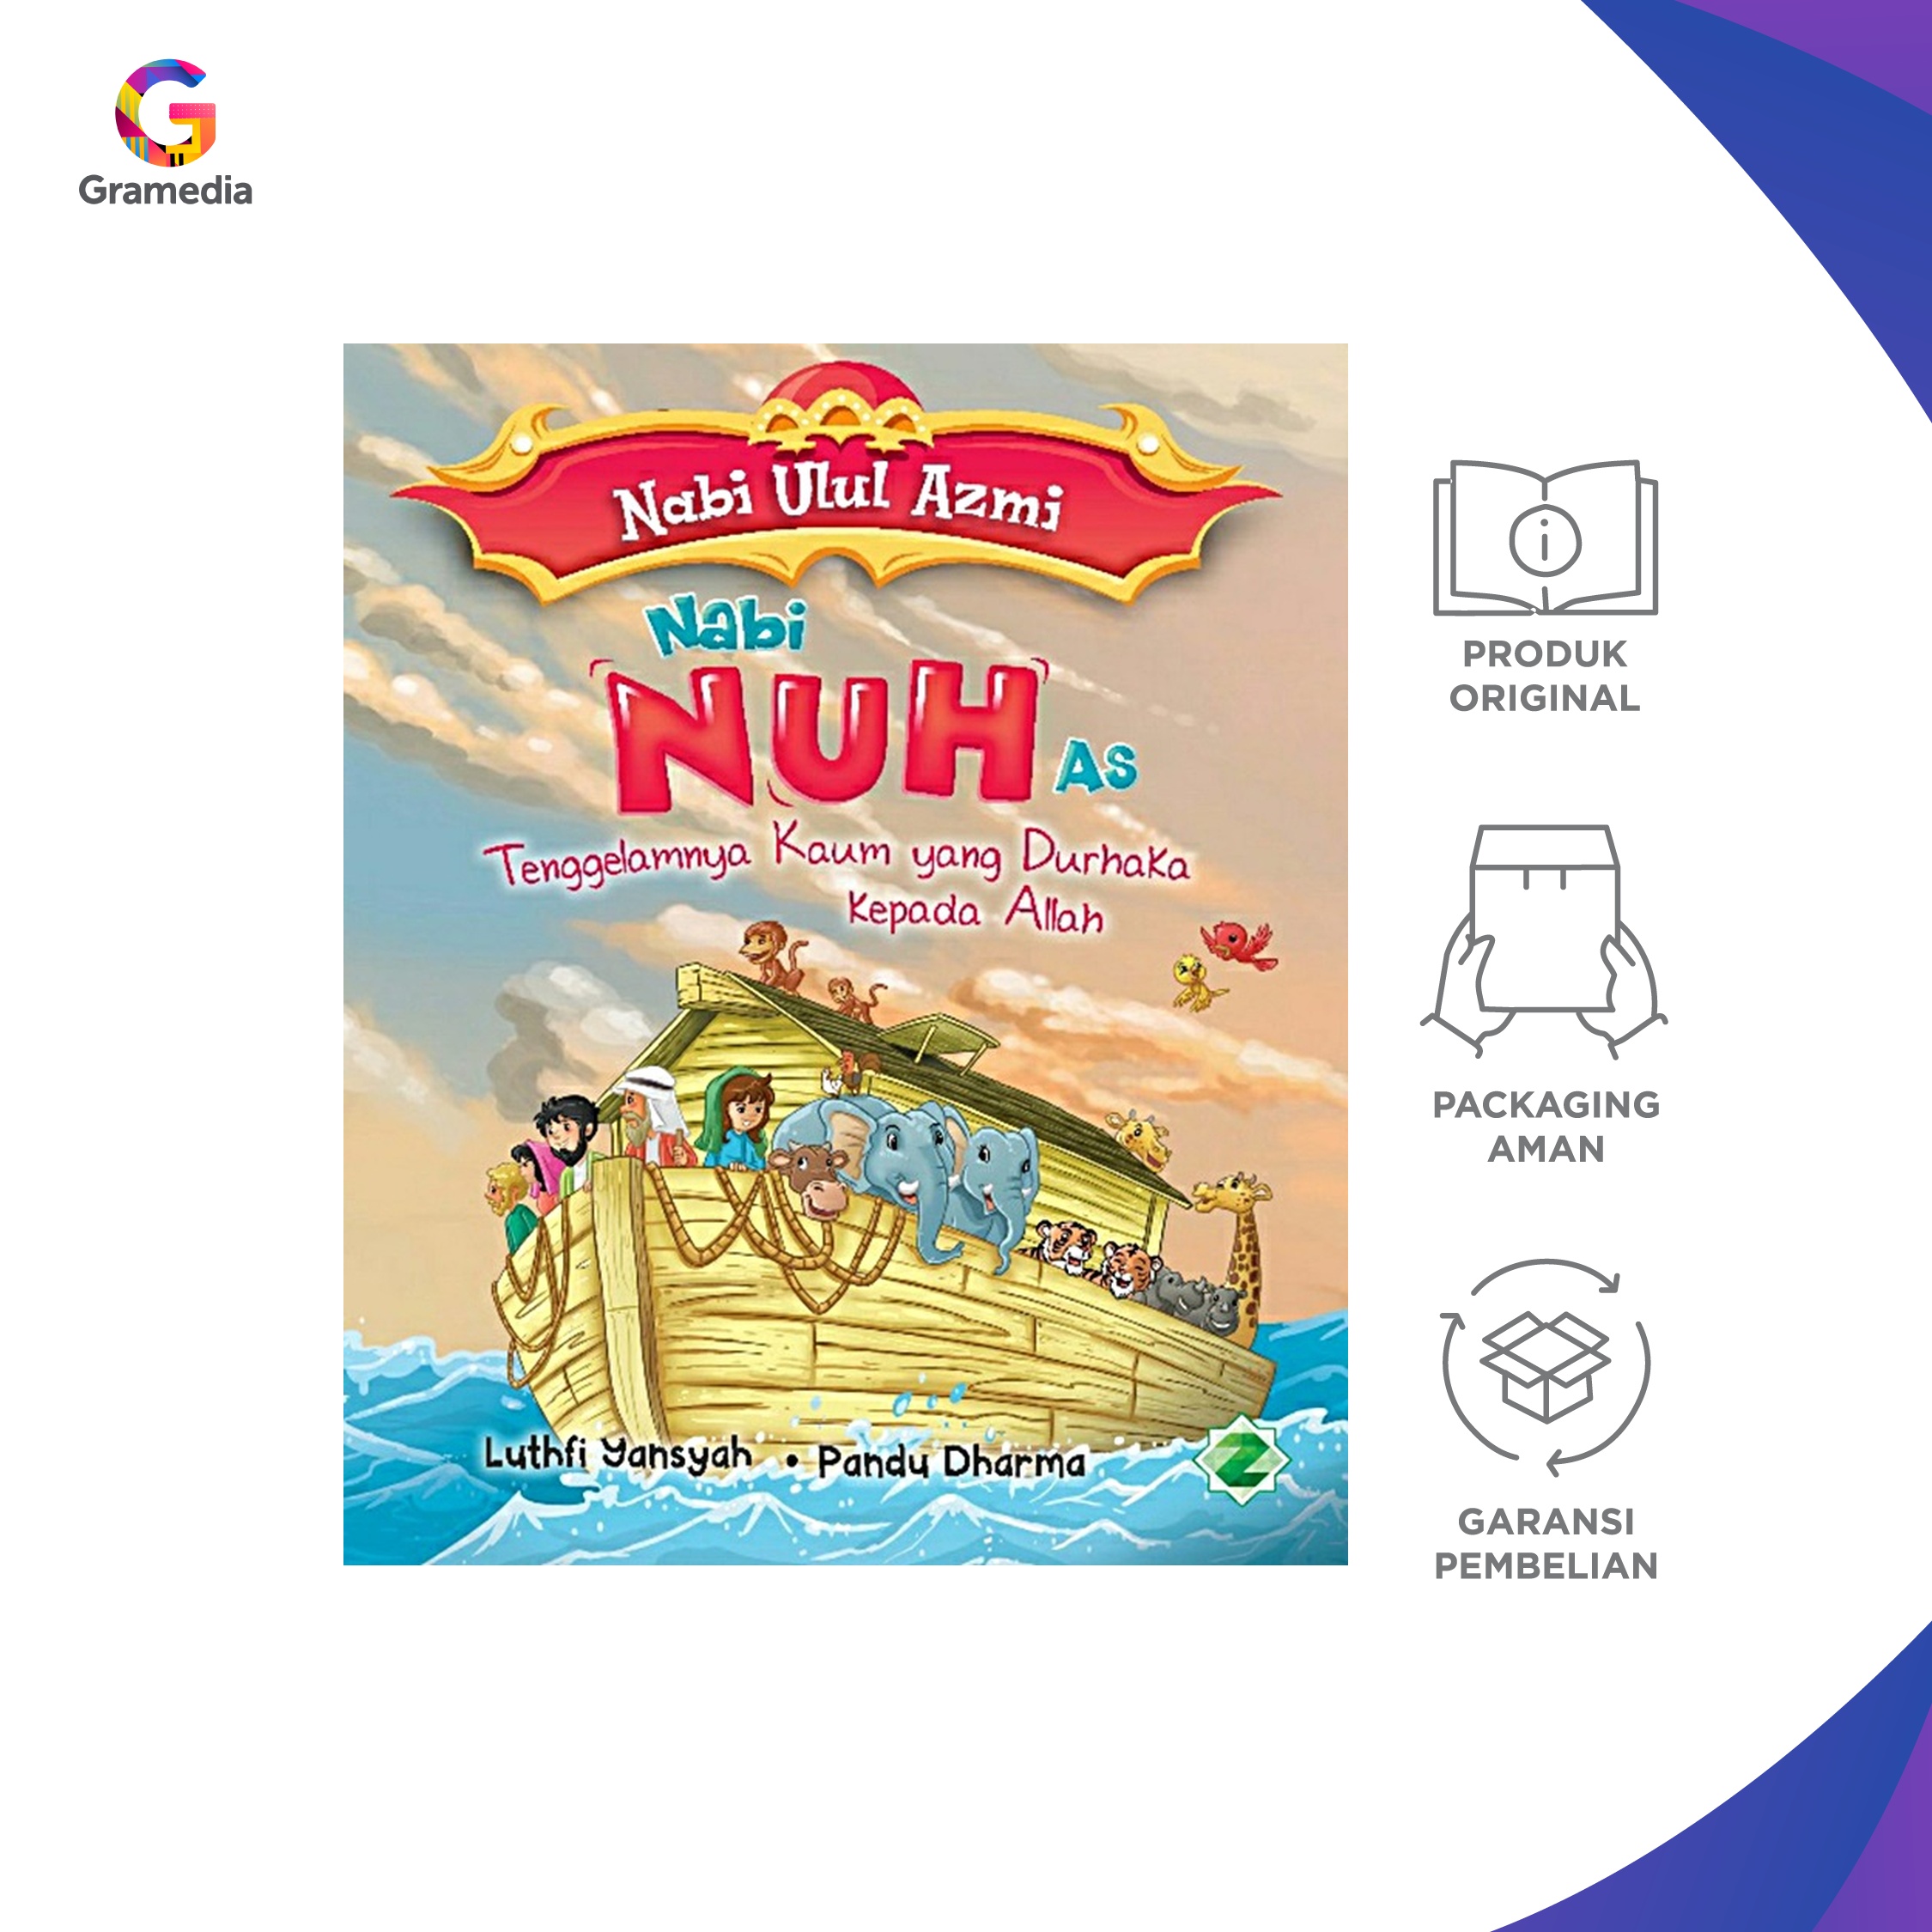 Gramedia
Nabi Ulul Azmi
Nabi
NUH AS
Tenggelamnya Kaum yang Durhaka
Kepada Allah
Luthfi Yansyah • Pandu Dharma
PRODUK
ORIGINAL
PACKAGING
AMAN
GARANSI
PEMBELIAN